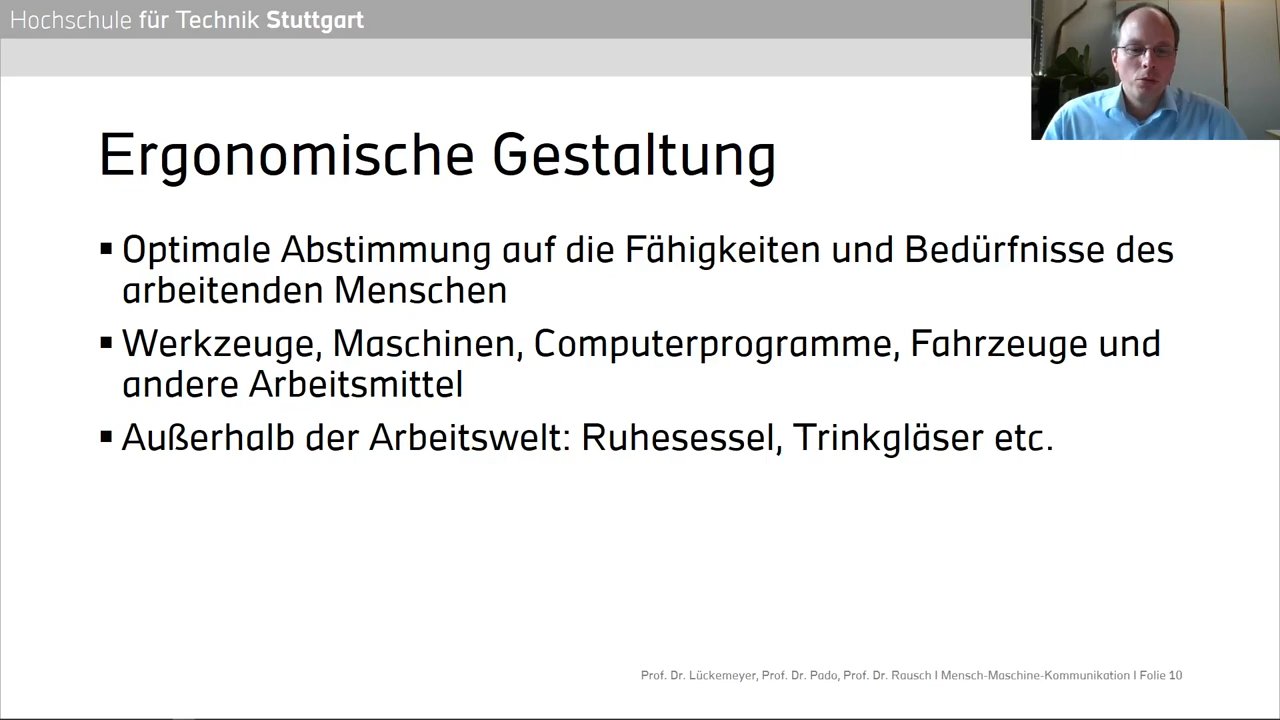 Hochschule für Technik Stuttgart
Ergonomische Gestaltung
▪ Optimale Abstimmung auf die Fähigkeiten und Bedürfnisse des
arbeitenden Menschen
▪ Werkzeuge, Maschinen, Computerprogramme, Fahrzeuge und
andere Arbeitsmittel
▪ Außerhalb der Arbeitswelt: Ruhesessel, Trinkgläser etc.
Prof. Dr. Lückemeyer, Prof. Dr. Pado, Prof. Dr. Rausch I Mensch-Maschine-Kommunikation I Folie 10